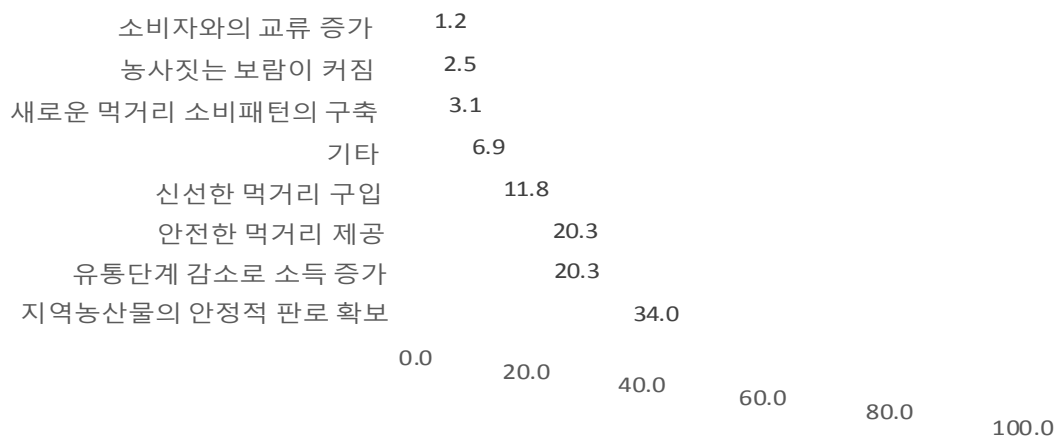 소비자와의 교류 증가 1.2
농사짓는 보람이 커짐 2.5
새로운 먹거리 소비패턴의 구축 3.1
기타 6.9
신선한 먹거리 구입 11.8
안전한 먹거리 제공 20.3
유통단계 감소로 소득 증가 20.3
지역농산물의 안정적 판로 확보 34.0
0.0 20.0 40.0 60.0 80.0 100.0